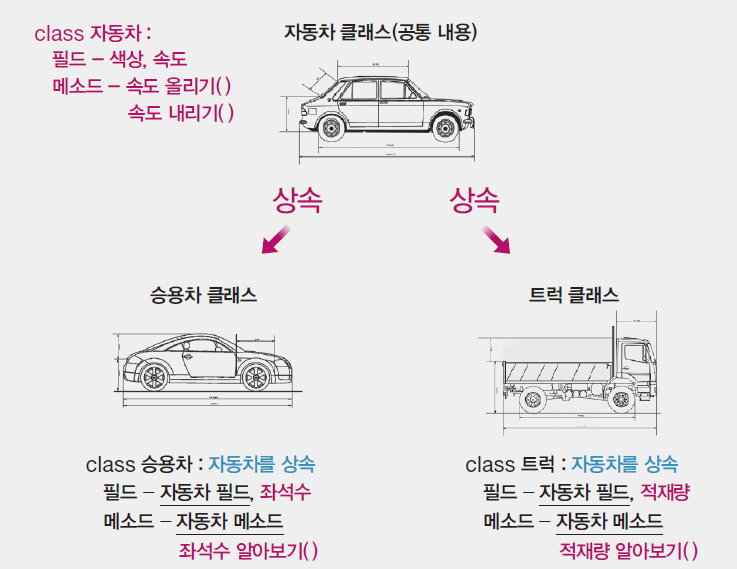 class 자동차 :
필드 – 색상, 속도
메소드 – 속도 올리기( )
속도 내리기( )
자동차 클래스(공통 내용)
상속
상속
승용차 클래스
트럭 클래스
class 승용차 : 자동차를 상속
필드 – 자동차 필드, 좌석수
메소드 – 자동차 메소드
좌석수 알아보기( )
class 트럭 : 자동차를 상속
필드 – 자동차 필드, 적재량
메소드 – 자동차 메소드
적재량 알아보기( )